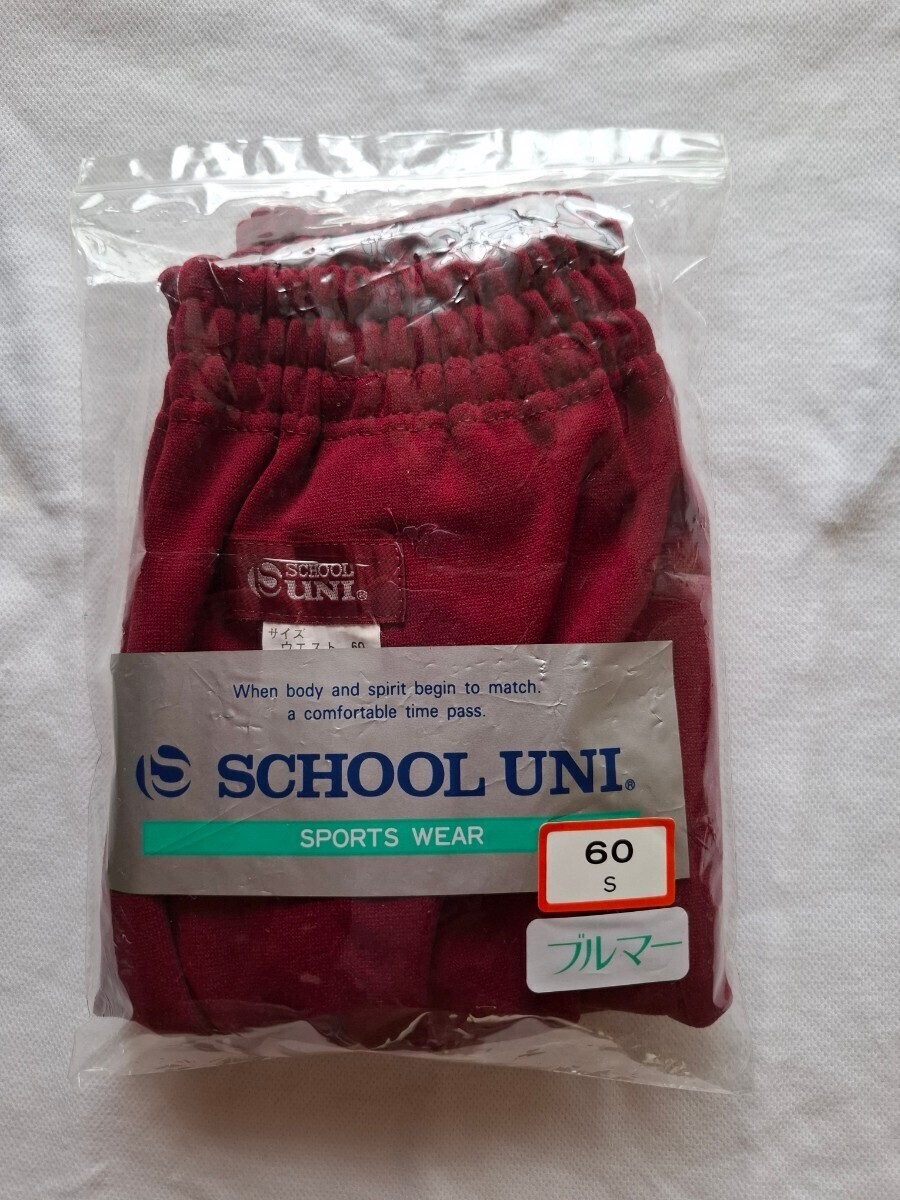 SCHOOL
UNI®
サイズ
ウエスト 60
When body and spirit begin to match.
a comfortable time pass.
S SCHOOL UNI®
SPORTS WEAR
60
S
ブルマー